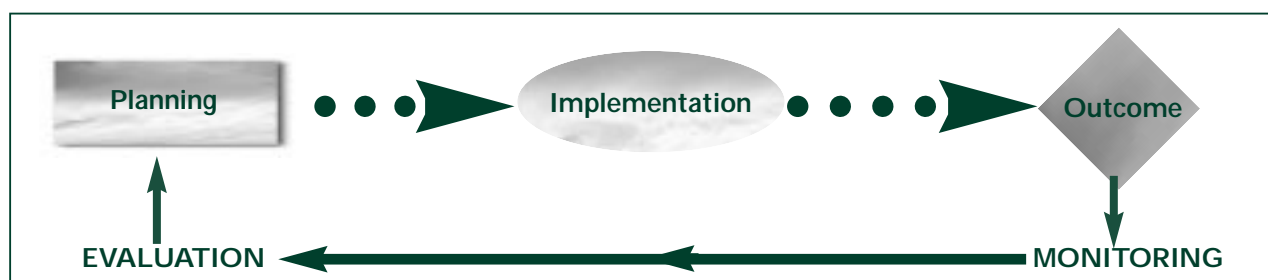 Planning
Implementation
Outcome
EVALUATION
MONITORING